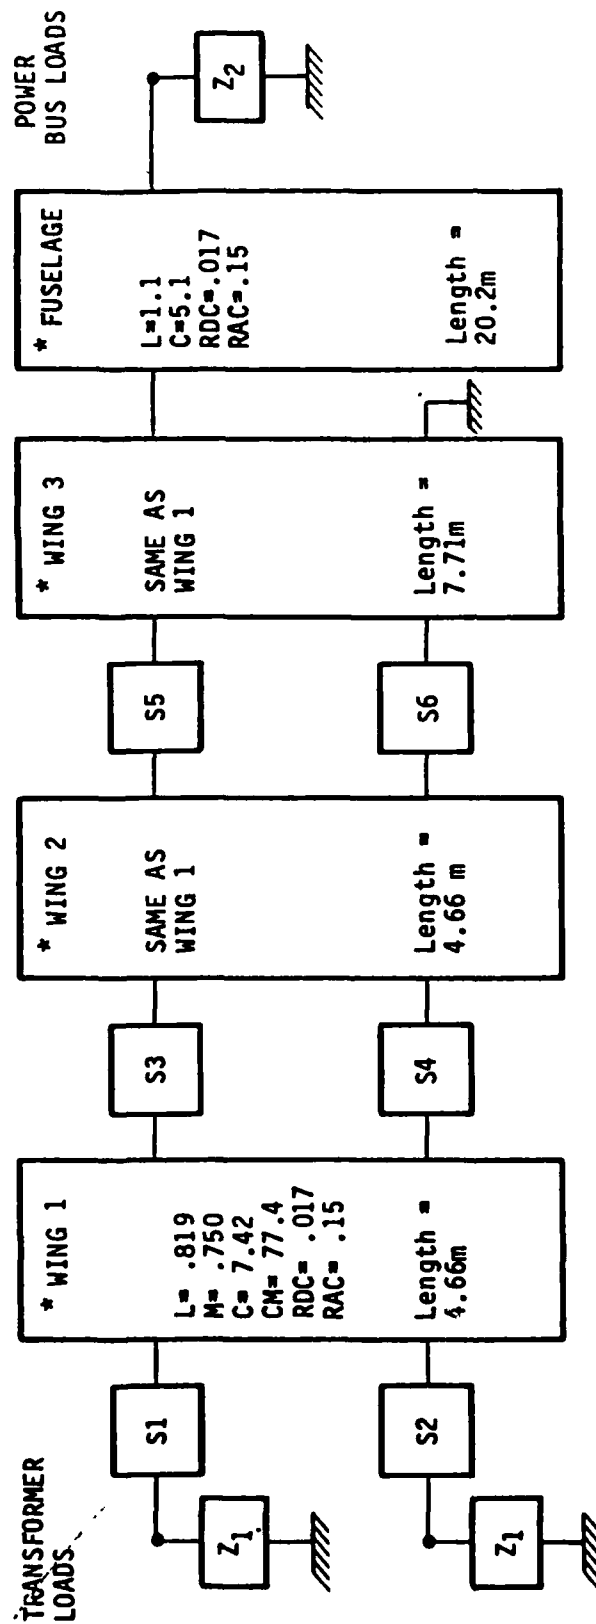 TRANSFORMER
LOADS
Z1
Z1
S1
S2
* WING 1
L= .819
M= .750
C= 7.42
CM= 77.4
RDC= .017
RAC= .15
Length =
4.66m
S3
S4
* WING 2
SAME AS
WING 1
Length =
4.66 m
S5
S6
* WING 3
SAME AS
WING 1
Length =
7.71m
* FUSELAGE
L=1.1
C=5.1
RDC=.017
RAC=.15
Length =
20.2m
POWER
BUS LOADS
Z2